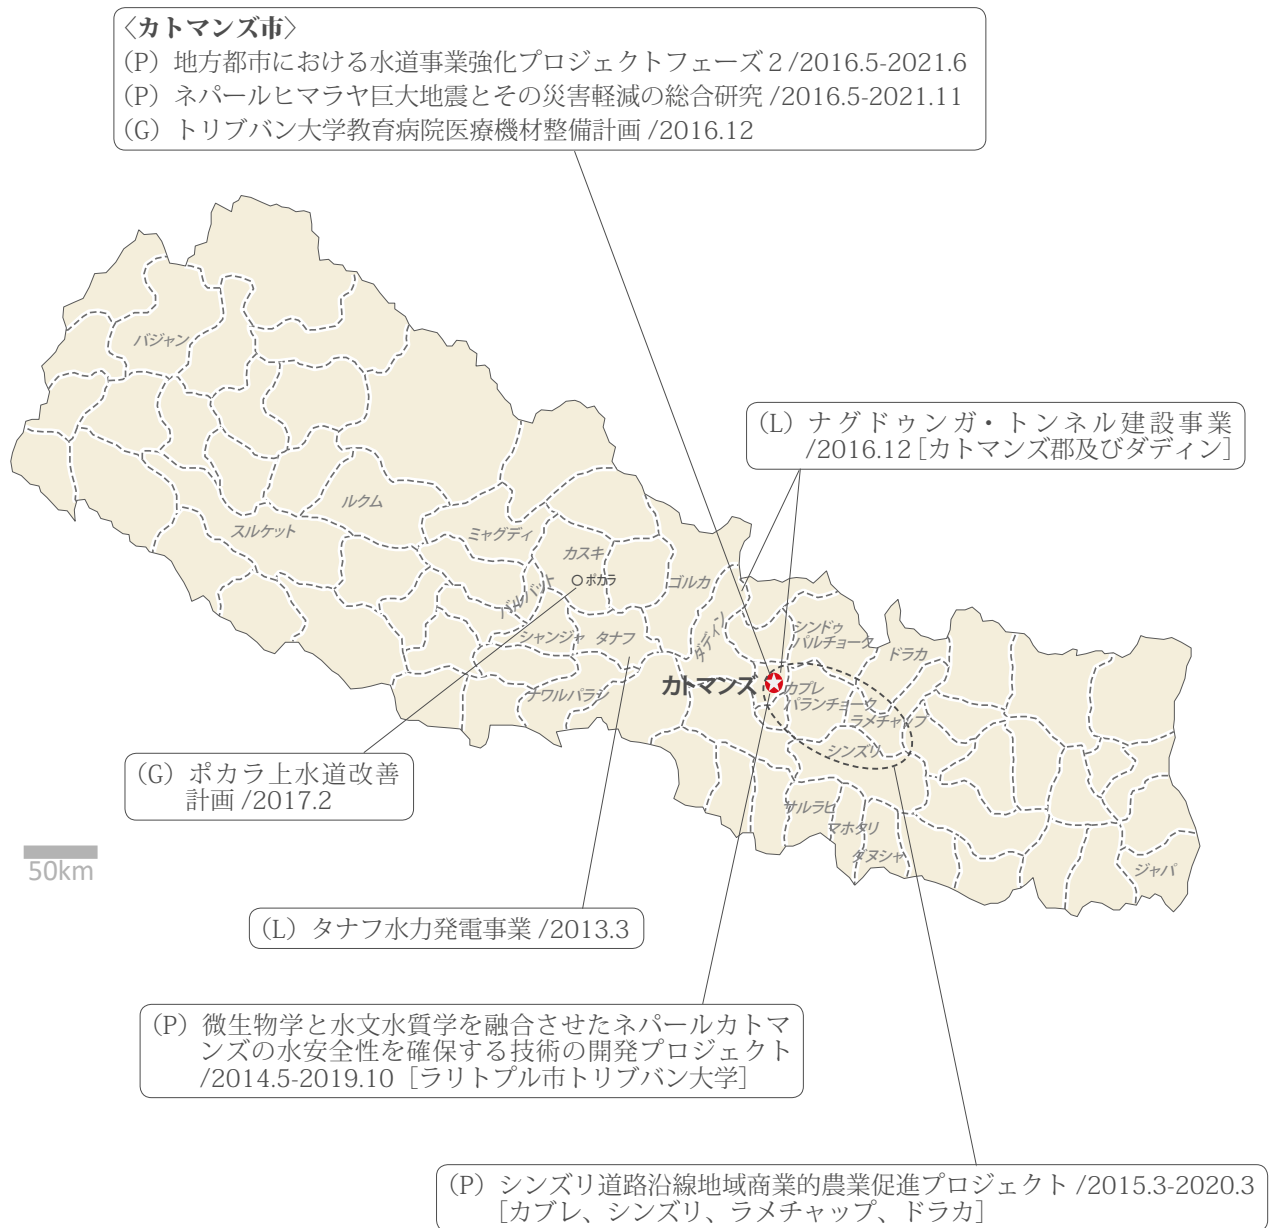 〈カトマンズ市〉
(P) 地方都市における水道事業強化プロジェクトフェーズ2 /2016.5-2021.6
(P) ネパールヒマラヤ巨大地震とその災害軽減の総合研究 /2016.5-2021.11
(G) トリブバン大学教育病院医療機材整備計画 /2016.12
バジャン
(L) ナグドゥンガ・トンネル建設事業
/2016.12 [カトマンズ郡及びダディン]
ルクム
スルケット
ミャグディ
カスキ
ポカラ
ゴルカ
バルバット
シャンジャ タナフ
ダディン
シンドゥ
パルチョーク
ドラカ
カトマンズ
カブレ
パランチョーク
ラメチャップ
ナワルパラシ
シンズリ
(G) ポカラ上水道改善
計画 /2017.2
サルラヒ
マホタリ
ダヌシャ
ジャパ
50km
(L) タナフ水力発電事業 /2013.3
(P) 微生物学と水文水質学を融合させたネパールカトマ
ンズの水安全性を確保する技術の開発プロジェクト
/2014.5-2019.10 [ラリトプル市トリブバン大学]
(P) シンズリ道路沿線地域商業的農業促進プロジェクト /2015.3-2020.3
[カブレ、シンズリ、ラメチャップ、ドラカ]